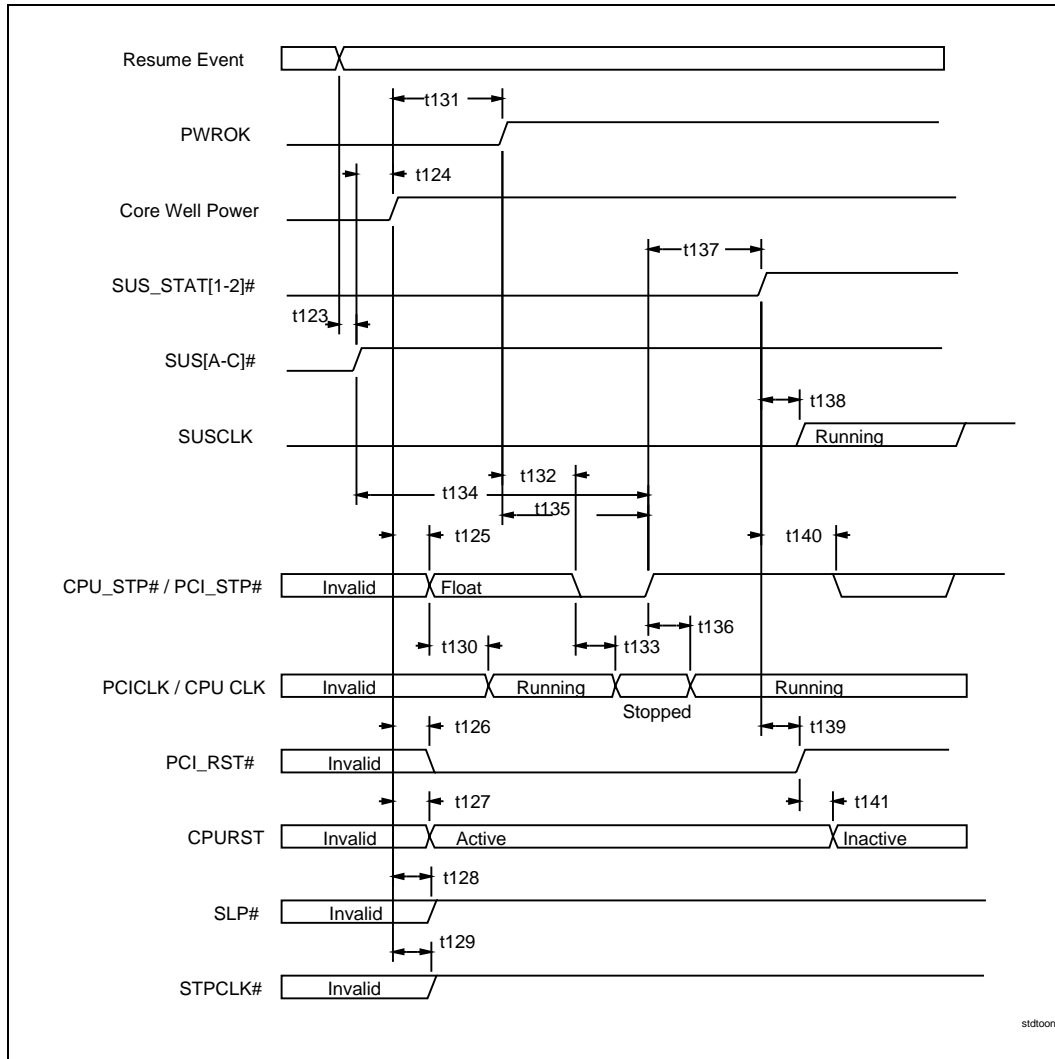 Resume Event
t131
PWROK
t124
Core Well Power
t137
SUS_STAT[1-2]#
t123
SUS[A-C]#
t138
SUSCLK
Running
t132
t134
t135
t125
t140
CPU_STP# / PCI_STP#
Invalid
Float
t136
t130
t133
PCICLK / CPU CLK
Invalid
Running
Running
Stopped
t126
t139
PCI_RST#
Invalid
t127
t141
CPURST
Invalid
Active
Inactive
t128
SLP#
Invalid
t129
STPCLK#
Invalid
stdtoon